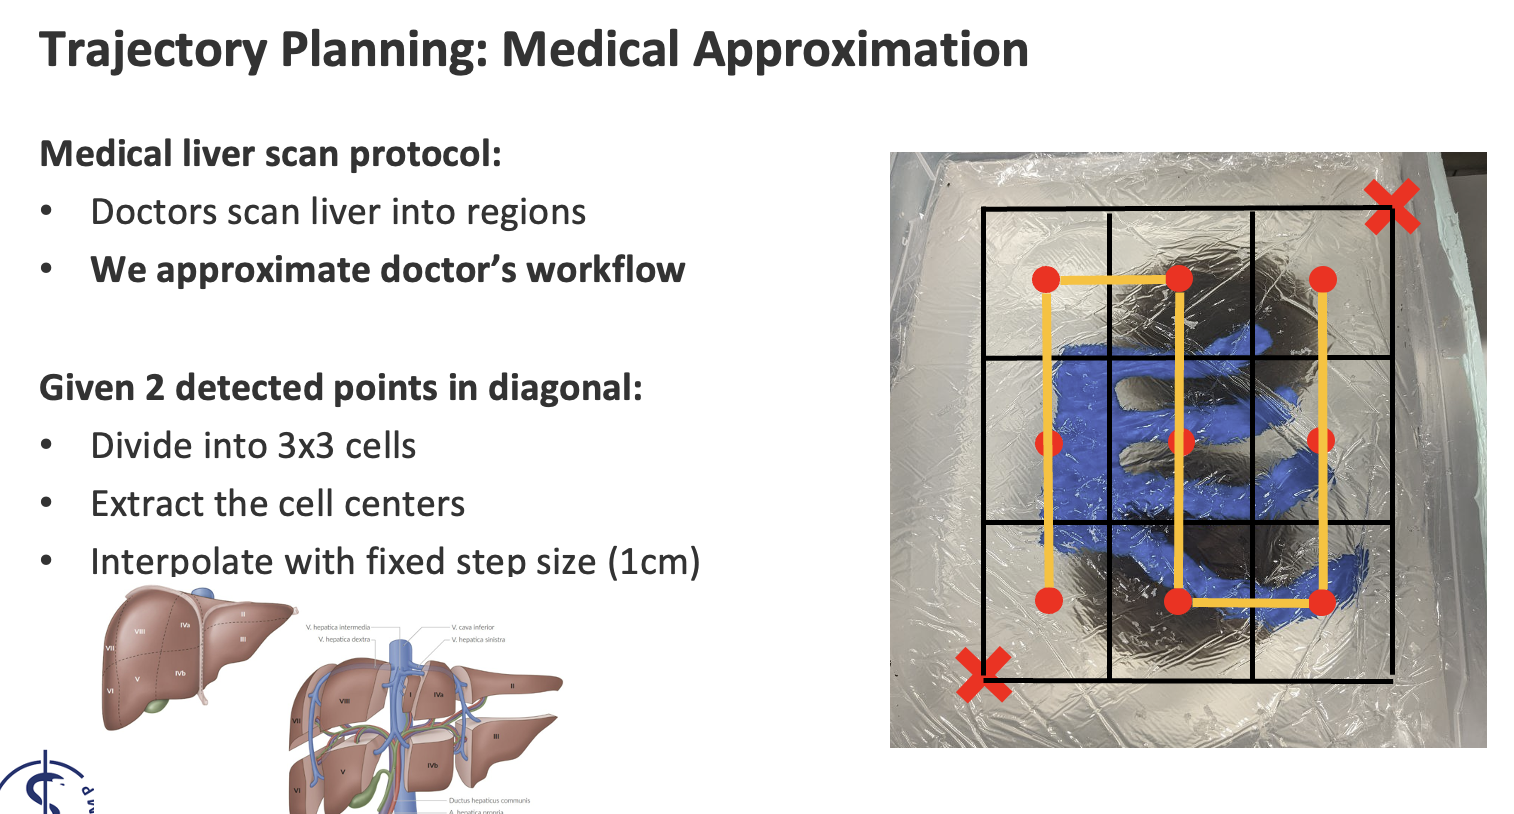 Trajectory Planning: Medical Approximation
Medical liver scan protocol:
• Doctors scan liver into regions
• We approximate doctor's workflow
Given 2 detected points in diagonal:
• Divide into 3x3 cells
• Extract the cell centers
• Interpolate with fixed step size (1cm)
II
IVa
VIII
III
VII
IVb
V
VI
V. hepatica intermedia
V. cava inferior
V. hepatica dextra
V. hepatica sinistra
II
I
IVa
VIII
VII
III
IVb
V
VI
Ductus hepaticus communis
A. hepatica propria